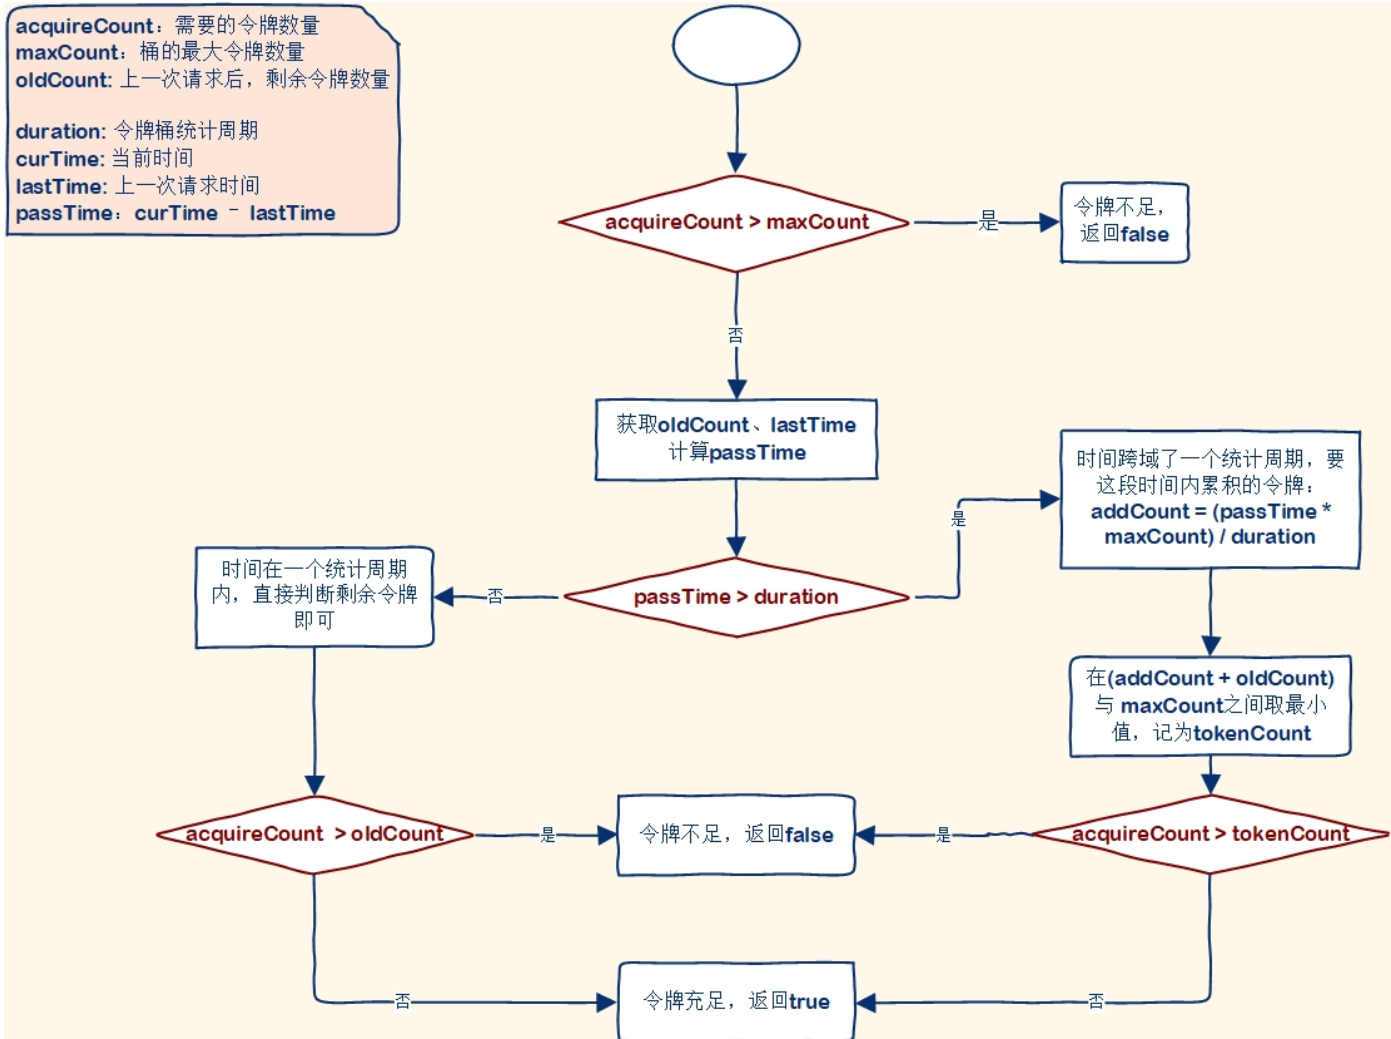 acquireCount：需要的令牌数量
maxCount：桶的最大令牌数量
oldCount: 上一次请求后，剩余令牌数量
duration: 令牌桶统计周期
curTime: 当前时间
lastTime: 上一次请求时间
passTime：curTime - lastTime
acquireCount > maxCount
是
令牌不足，
返回false
否
获取oldCount、lastTime
计算passTime
时间跨域了一个统计周期，要
这段时间内累积的令牌：
addCount = (passTime *
maxCount) / duration
是
时间在一个统计周期
内，直接判断剩余令牌
即可
否
passTime > duration
在(addCount + oldCount)
与 maxCount之间取最小
值，记为tokenCount
acquireCount > oldCount
是
令牌不足，返回false
是
acquireCount > tokenCount
否
令牌充足，返回true
否